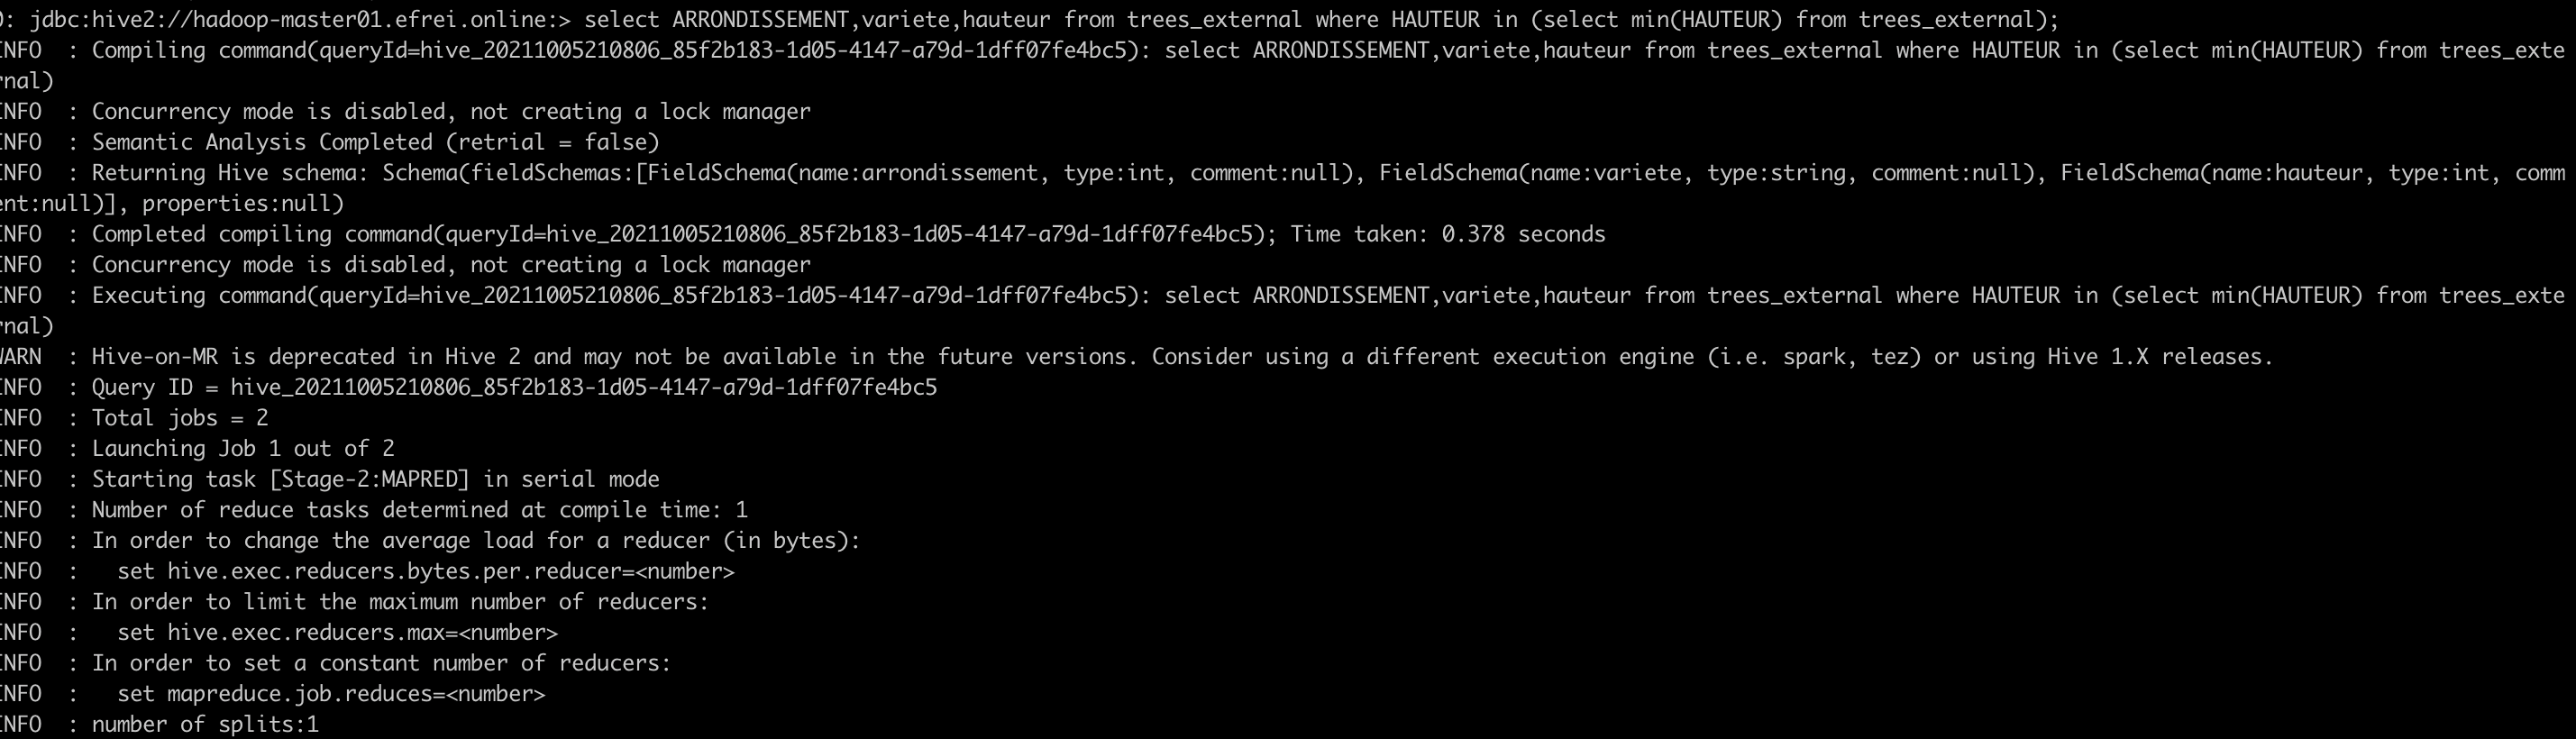 0: jdbc:hive2://hadoop-master01.efrei.online:> select ARRONDISSEMENT,variete,hauteur from trees_external where HAUTEUR in (select min(HAUTEUR) from trees_external);
INFO  : Compiling command(queryId=hive_20211005210806_85f2b183-1d05-4147-a79d-1dff07fe4bc5): select ARRONDISSEMENT,variete,hauteur from trees_external where HAUTEUR in (select min(HAUTEUR) from trees_exte
rnal)
INFO  : Concurrency mode is disabled, not creating a lock manager
INFO  : Semantic Analysis Completed (retrial = false)
INFO  : Returning Hive schema: Schema(fieldSchemas:[FieldSchema(name:arrondissement, type:int, comment:null), FieldSchema(name:variete, type:string, comment:null), FieldSchema(name:hauteur, type:int, comm
ent:null)], properties:null)
INFO  : Completed compiling command(queryId=hive_20211005210806_85f2b183-1d05-4147-a79d-1dff07fe4bc5); Time taken: 0.378 seconds
INFO  : Concurrency mode is disabled, not creating a lock manager
INFO  : Executing command(queryId=hive_20211005210806_85f2b183-1d05-4147-a79d-1dff07fe4bc5): select ARRONDISSEMENT,variete,hauteur from trees_external where HAUTEUR in (select min(HAUTEUR) from trees_exte
rnal)
WARN  : Hive-on-MR is deprecated in Hive 2 and may not be available in the future versions. Consider using a different execution engine (i.e. spark, tez) or using Hive 1.X releases.
INFO  : Query ID = hive_20211005210806_85f2b183-1d05-4147-a79d-1dff07fe4bc5
INFO  : Total jobs = 2
INFO  : Launching Job 1 out of 2
INFO  : Starting task [Stage-2:MAPRED] in serial mode
INFO  : Number of reduce tasks determined at compile time: 1
INFO  : In order to change the average load for a reducer (in bytes):
INFO  :   set hive.exec.reducers.bytes.per.reducer=<number>
INFO  : In order to limit the maximum number of reducers:
INFO  :   set hive.exec.reducers.max=<number>
INFO  : In order to set a constant number of reducers:
INFO  :   set mapreduce.job.reduces=<number>
INFO  : number of splits:1